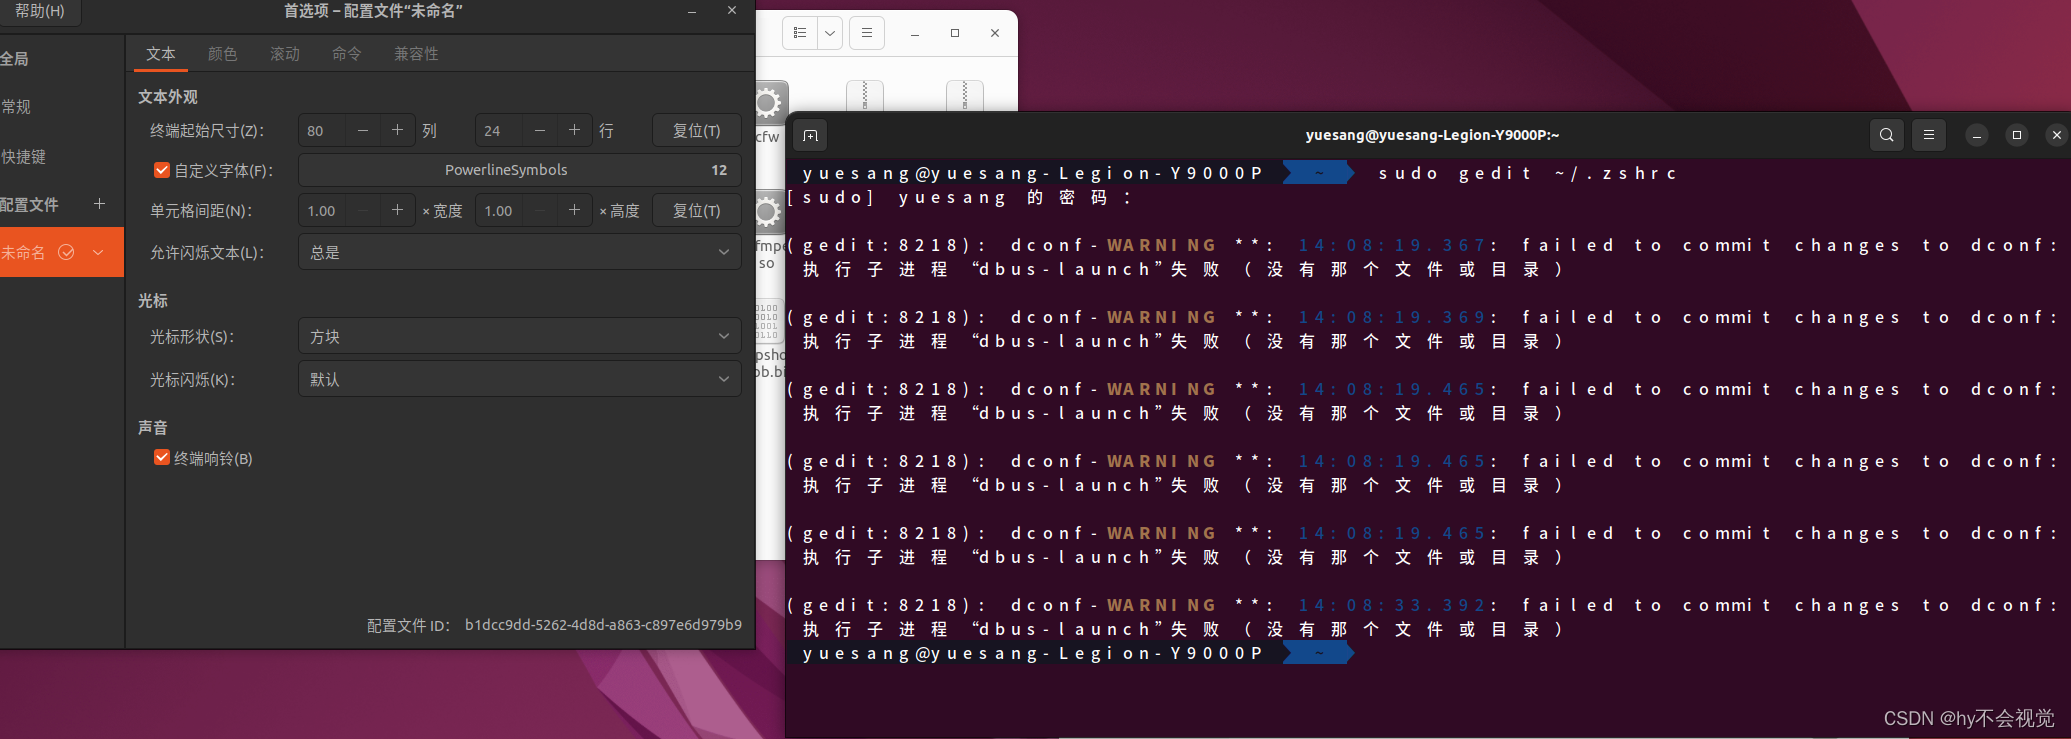 帮助(H)
首选项 – 配置文件“未命名”
全局
常规
快捷键
配置文件
未命名
文本 颜色 滚动 命令 兼容性
文本外观
终端起始尺寸(Z): 80 − + 列 24 − + 行 复位(T)
自定义字体(F): PowerlineSymbols 12
单元格间距(N): 1.00 − + × 宽度 1.00 − + × 高度 复位(T)
允许闪烁文本(L): 总是
光标
光标形状(S): 方块
光标闪烁(K): 默认
声音
终端响铃(B)
配置文件 ID: b1dcc9dd-5262-4d8d-a863-c897e6d979b9
cfw
so
yuesang@yuesang-Legion-Y9000P:~
yuesang@yuesang-Legion-Y9000P ~ sudo gedit ~/.zshrc
[sudo] yuesang 的密码：
(gedit:8218): dconf-WARNING **: 14:08:19.367: failed to commit changes to dconf:
执行子进程“dbus-launch”失败（没有那个文件或目录）
(gedit:8218): dconf-WARNING **: 14:08:19.369: failed to commit changes to dconf:
执行子进程“dbus-launch”失败（没有那个文件或目录）
(gedit:8218): dconf-WARNING **: 14:08:19.465: failed to commit changes to dconf:
执行子进程“dbus-launch”失败（没有那个文件或目录）
(gedit:8218): dconf-WARNING **: 14:08:19.465: failed to commit changes to dconf:
执行子进程“dbus-launch”失败（没有那个文件或目录）
(gedit:8218): dconf-WARNING **: 14:08:19.465: failed to commit changes to dconf:
执行子进程“dbus-launch”失败（没有那个文件或目录）
(gedit:8218): dconf-WARNING **: 14:08:33.392: failed to commit changes to dconf:
执行子进程“dbus-launch”失败（没有那个文件或目录）
yuesang@yuesang-Legion-Y9000P ~
CSDN @hy不会视觉